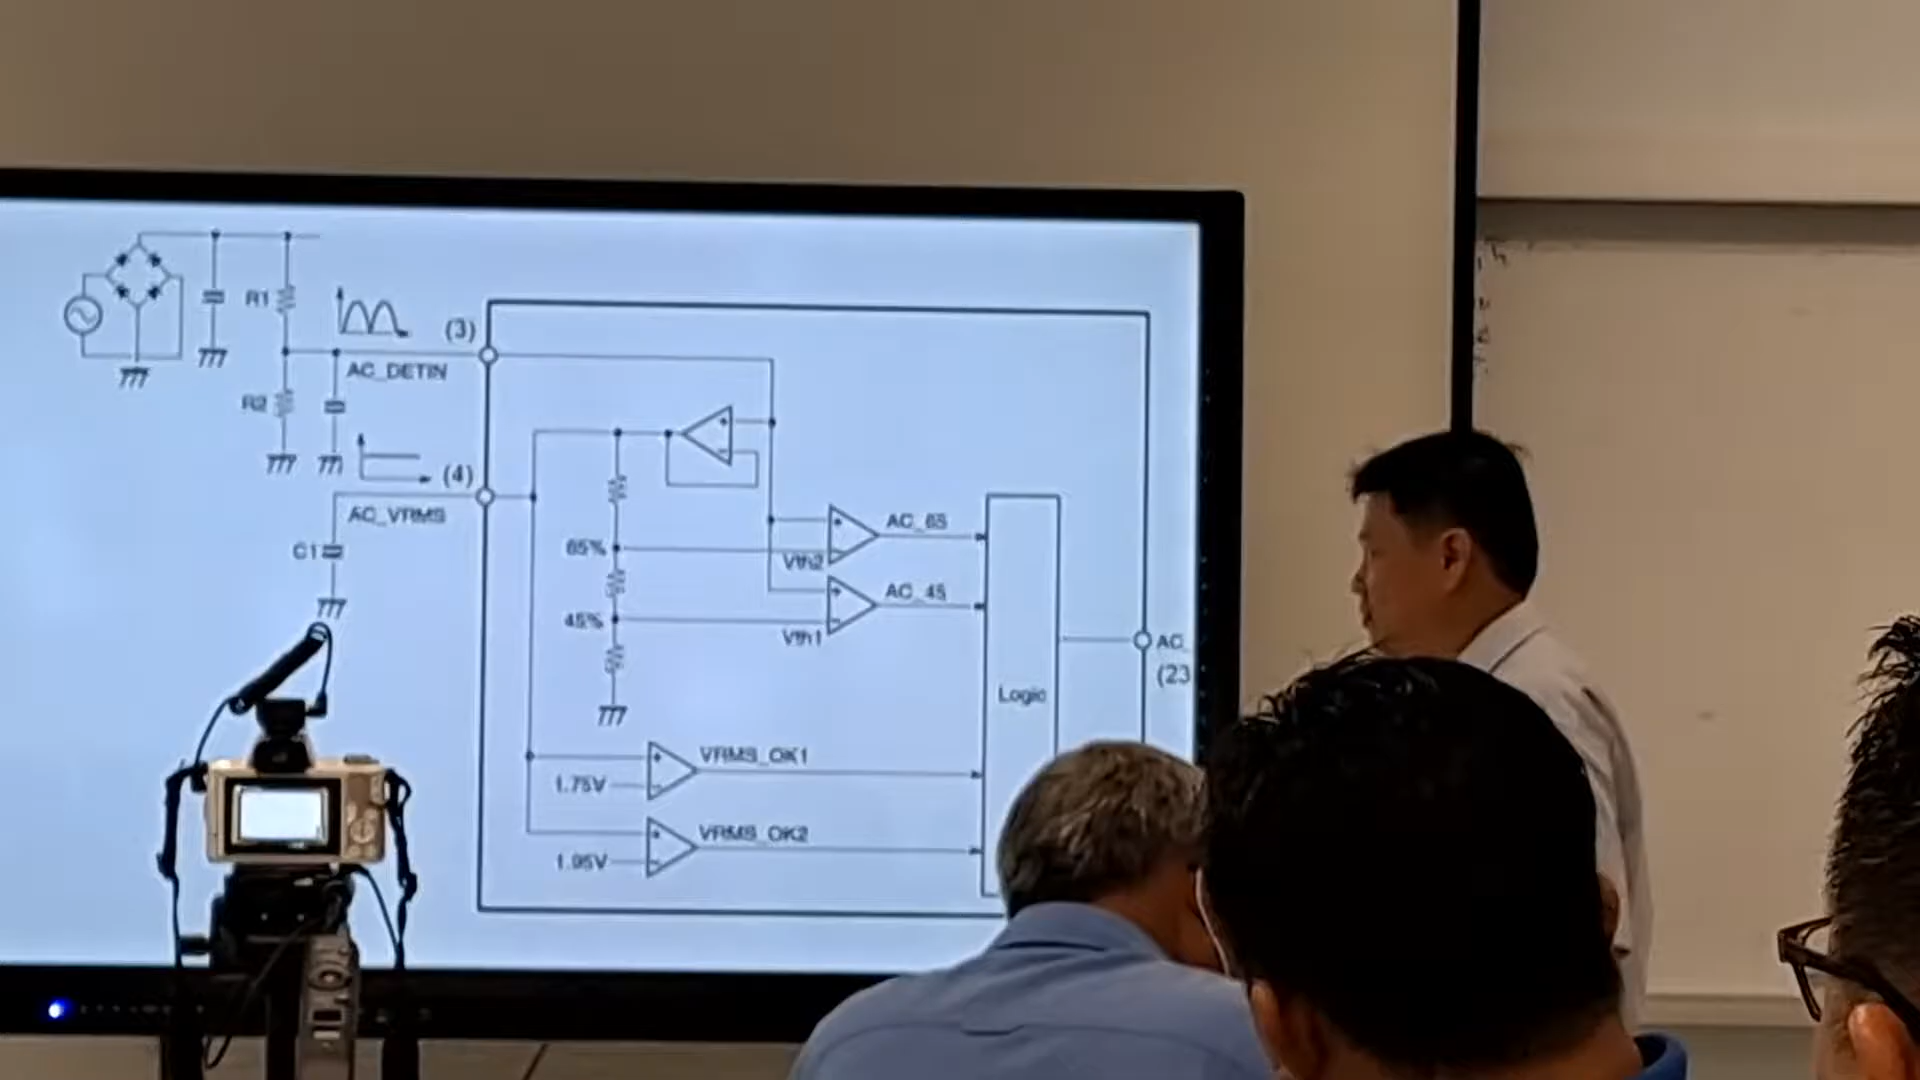 R1
(3)
AC_DETIN
R2
(4)
AC_VRMS
C1
65%
45%
Vth2
Vth1
AC_65
AC_45
Logic
AC_
(23
VRMS_OK1
1.75V
VRMS_OK2
1.95V